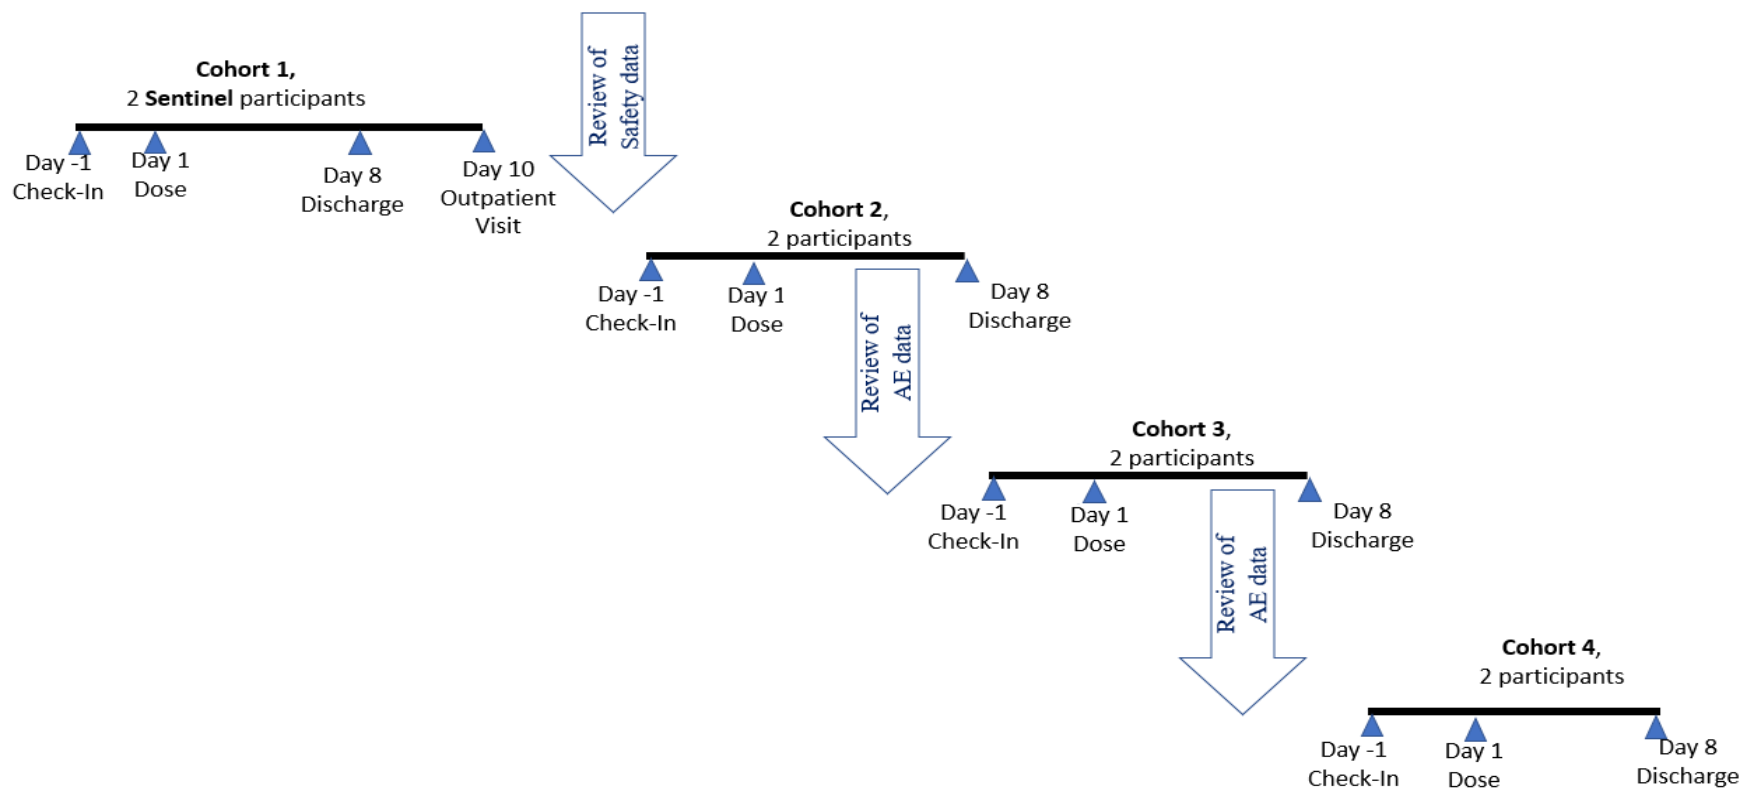 Cohort 1,
2 Sentinel participants
Day -1
Check-In
Day 1
Dose
Day 8
Discharge
Day 10
Outpatient
Visit
Review of
Safety data
Cohort 2,
2 participants
Day -1
Check-In
Day 1
Dose
Day 8
Discharge
Review of
AE data
Cohort 3,
2 participants
Day -1
Check-In
Day 1
Dose
Day 8
Discharge
Review of
AE data
Cohort 4,
2 participants
Day -1
Check-In
Day 1
Dose
Day 8
Discharge